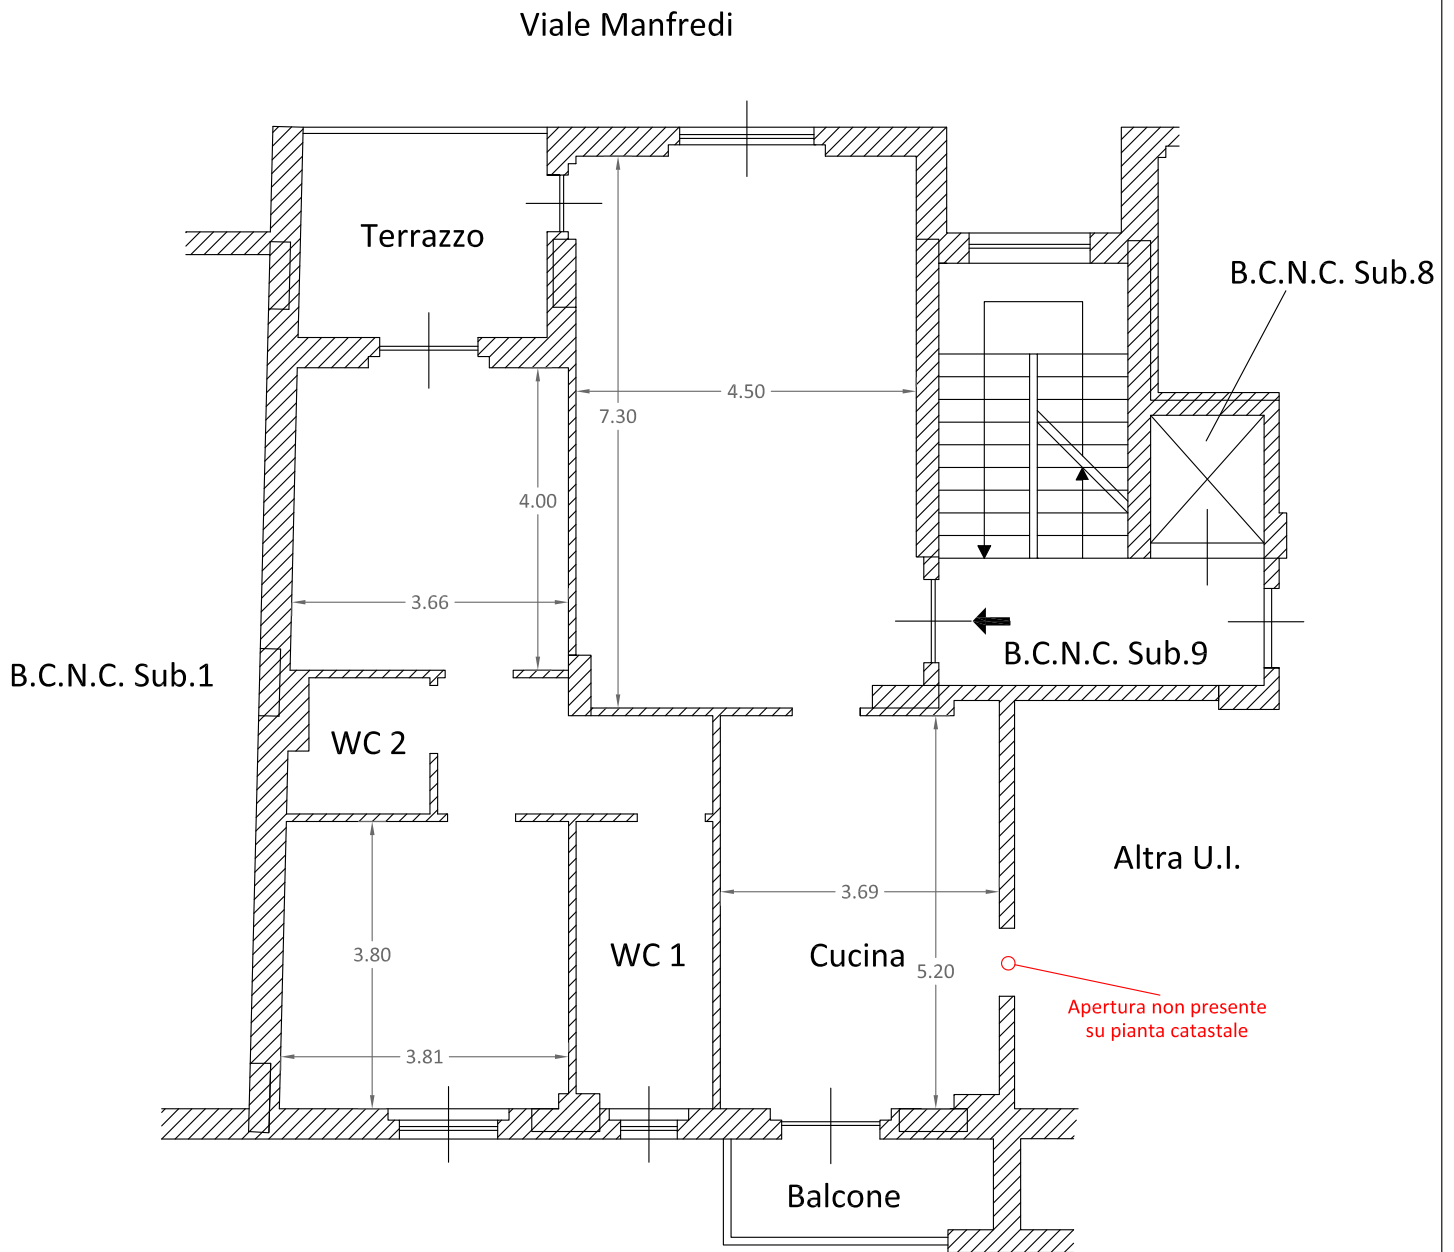 Viale Manfredi
Terrazzo
B.C.N.C. Sub.8
4.50
7.30
4.00
3.66
B.C.N.C. Sub.9
B.C.N.C. Sub.1
WC 2
Altra U.I.
3.69
3.80
WC 1
Cucina
5.20
Apertura non presente
su pianta catastale
3.81
Balcone